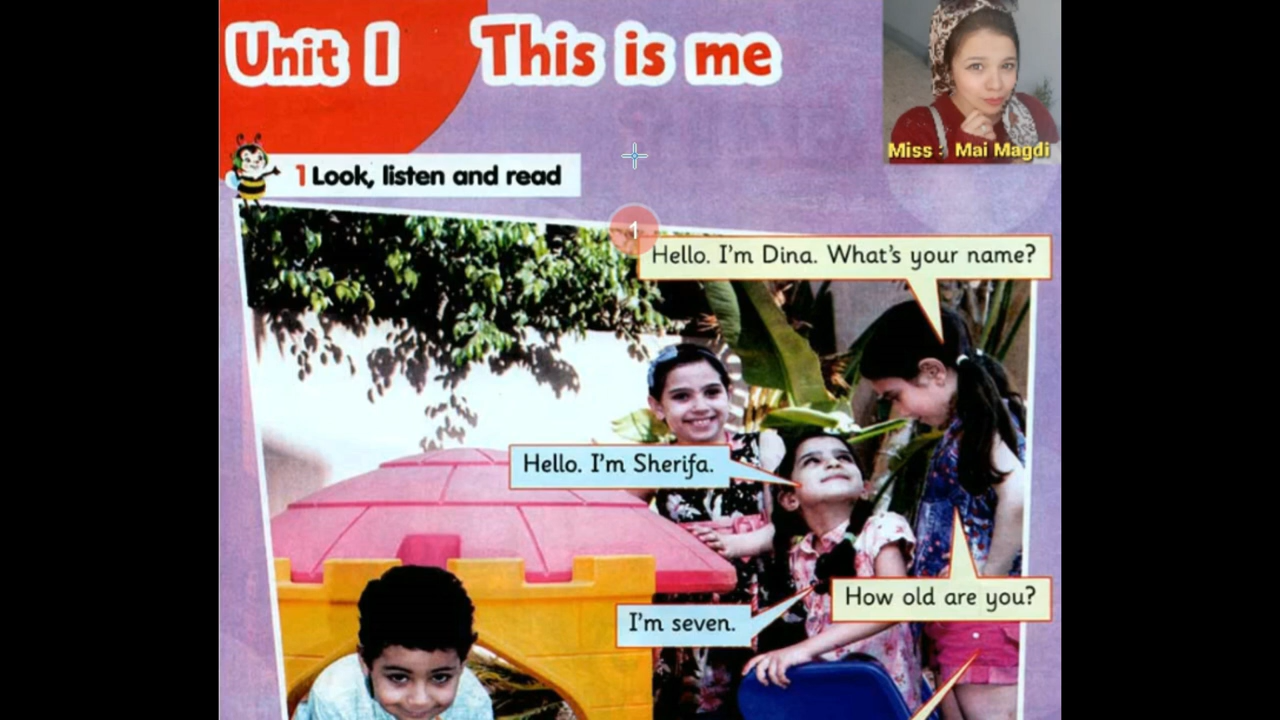 Unit 1 This is me
Miss : Mai Magdi
1 Look, listen and read
1
Hello. I'm Dina. What's your name?
Hello. I'm Sherifa.
How old are you?
I'm seven.